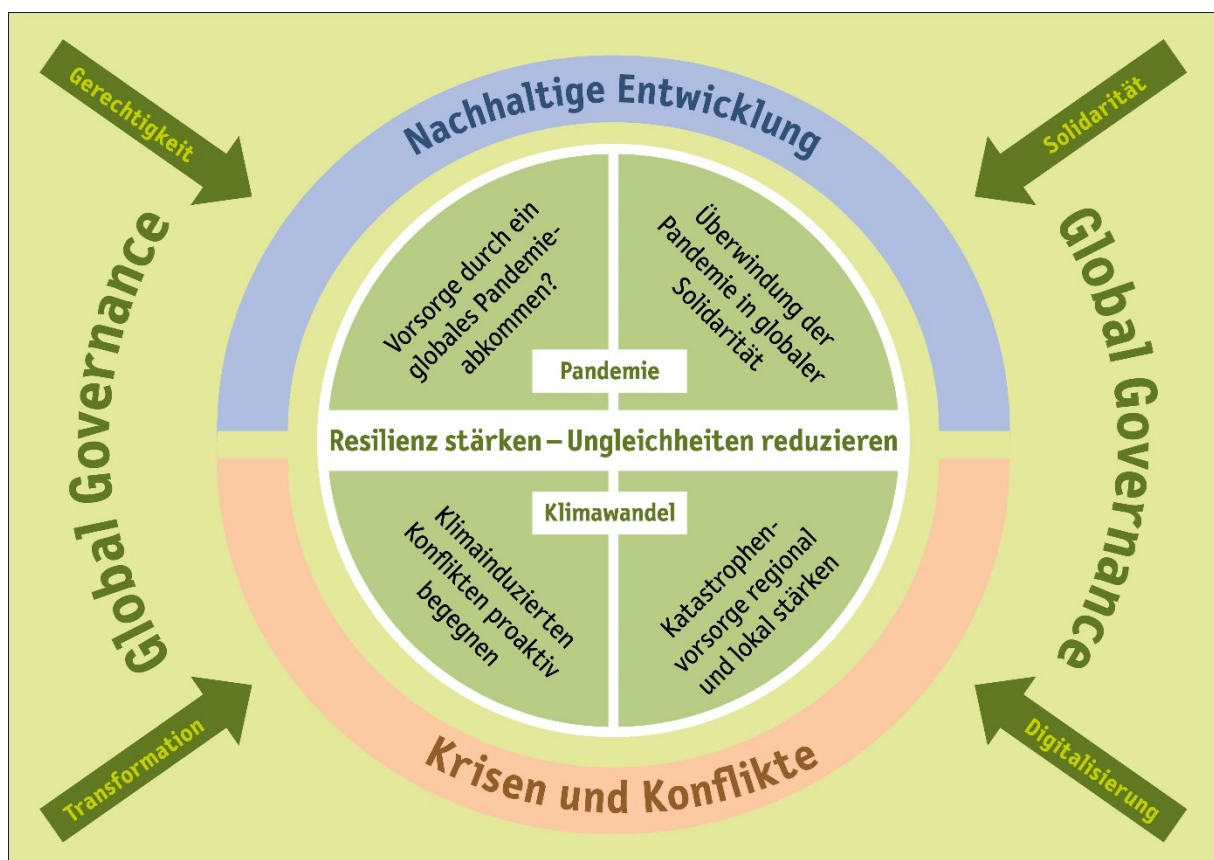 Gerechtigkeit
Solidarität
Nachhaltige Entwicklung
Global Governance
Global Governance
Vorsorge durch ein
globales Pandemie-
abkommen?
Überwindung der
Pandemie in globaler
Solidarität
Pandemie
Resilienz stärken – Ungleichheiten reduzieren
Klimawandel
Klimainduzierten
Konflikten proaktiv
begegnen
Katastrophen-
vorsorge regional
und lokal stärken
Krisen und Konflikte
Transformation
Digitalisierung